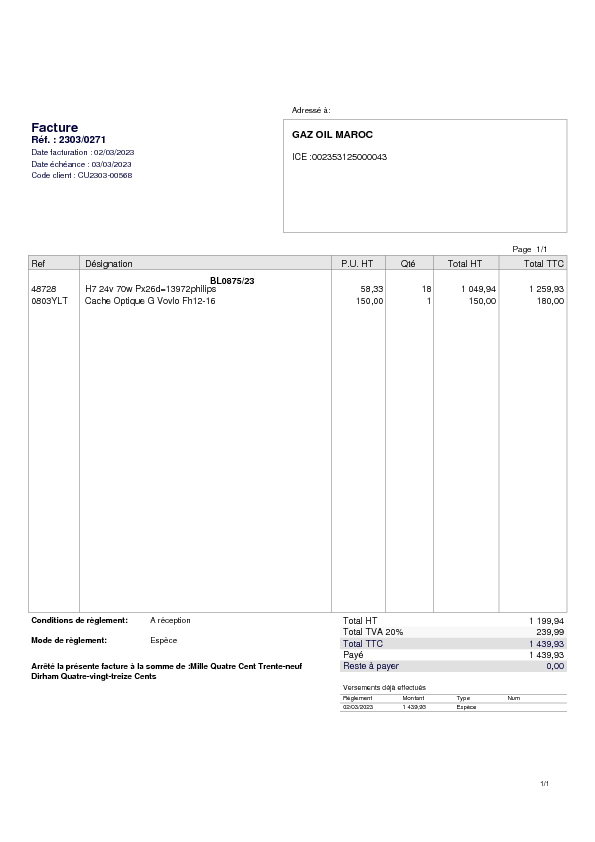 Adressé à:
Facture
Réf. : 2303/0271
Date facturation : 02/03/2023
Date échéance : 03/03/2023
Code client : CU2303-00568
GAZ OIL MAROC
ICE :002353125000043
Page 1/1
Ref Désignation P.U. HT Qté Total HT Total TTC
BL0875/23
48728 H7 24v 70w Px26d=13972philips 58,33 18 1 049,94 1 259,93
0803YLT Cache Optique G Vovlo Fh12-16 150,00 1 150,00 180,00
Conditions de règlement: A réception
Mode de règlement: Espèce
Arrêté la présente facture à la somme de :Mille Quatre Cent Trente-neuf
Dirham Quatre-vingt-treize Cents
Total HT 1 199,94
Total TVA 20% 239,99
Total TTC 1 439,93
Payé 1 439,93
Reste à payer 0,00
Versements déjà effectués
Règlement Montant Type Num
02/03/2023 1 439,93 Espèce
1/1